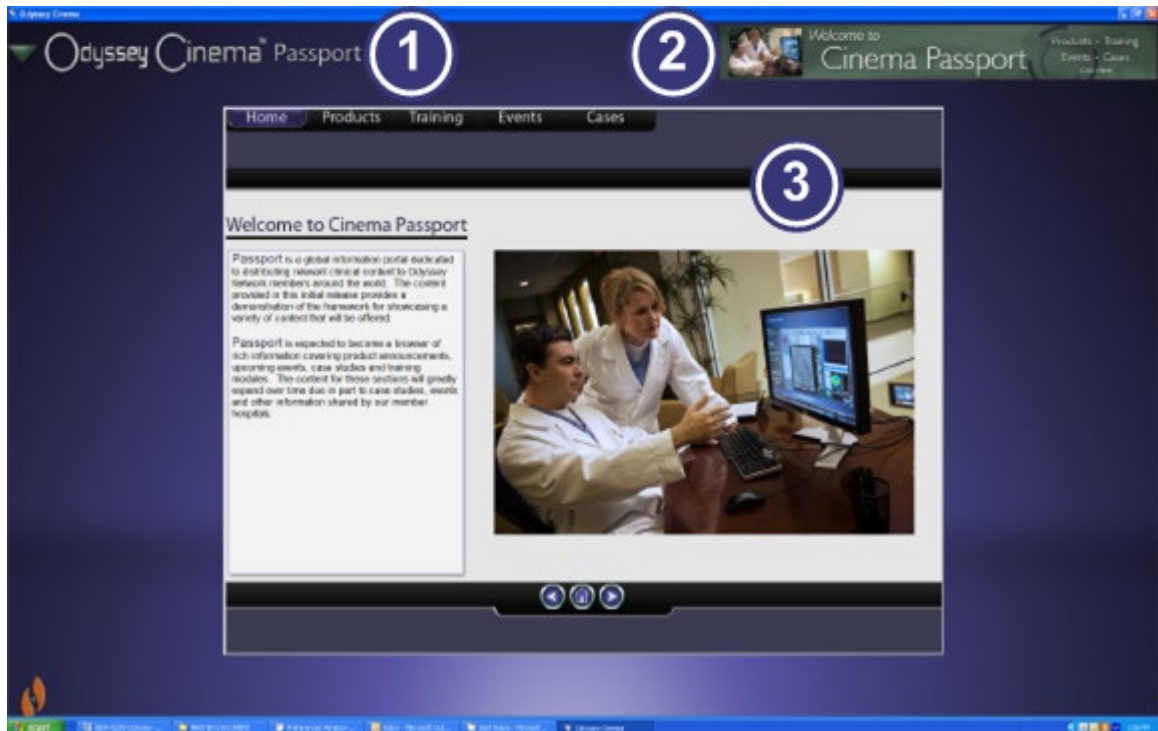 Odyssey Cinema
Odyssey Cinema™ Passport
1
2
Welcome to
Cinema Passport
Products - Training
Events - Cases
3
Home Products Training Events Cases
Welcome to Cinema Passport
Passport is a global information portal dedicated
to distributing relevant clinical content to Odyssey
Network members around the world. The content
provided in this initial release provides a
demonstration of the framework for showcasing a
variety of content that will be offered.
Passport is expected to become a browser of
rich information covering product announcements,
upcoming events, case studies and training
modules. The content for these sections will greatly
expand over time due in part to case studies, events
and other information shared by our member
hospitals.
start
Odyssey Cinema